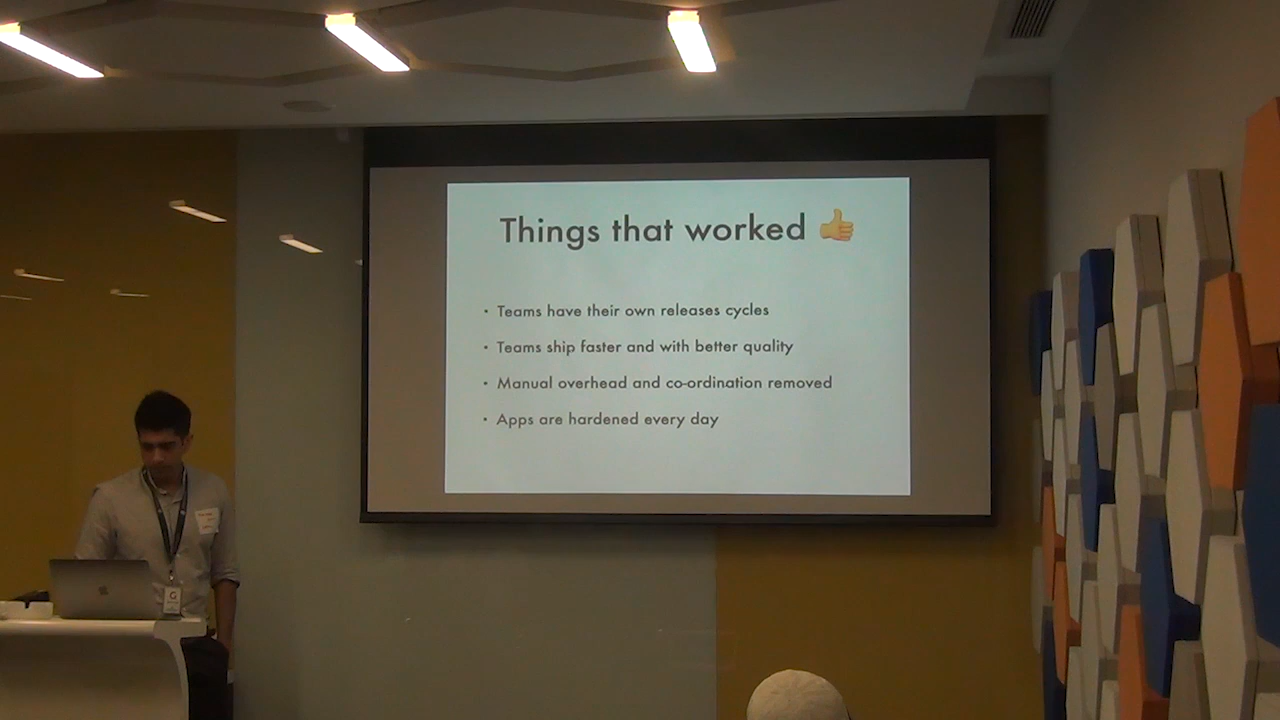 Things that worked 👍
• Teams have their own releases cycles
• Teams ship faster and with better quality
• Manual overhead and co-ordination removed
• Apps are hardened every day